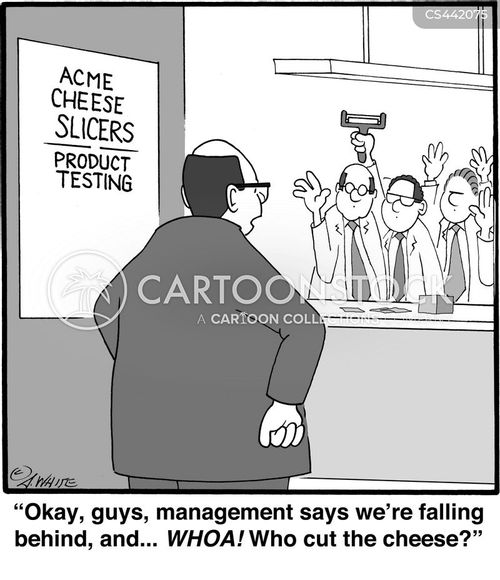 CS442075
ACME
CHEESE
SLICERS
PRODUCT
TESTING
CARTOONSTOCK
A CARTOON COLLECTIONS COMPANY
© A. WHITE
“Okay, guys, management says we’re falling
behind, and... WHOA! Who cut the cheese?”